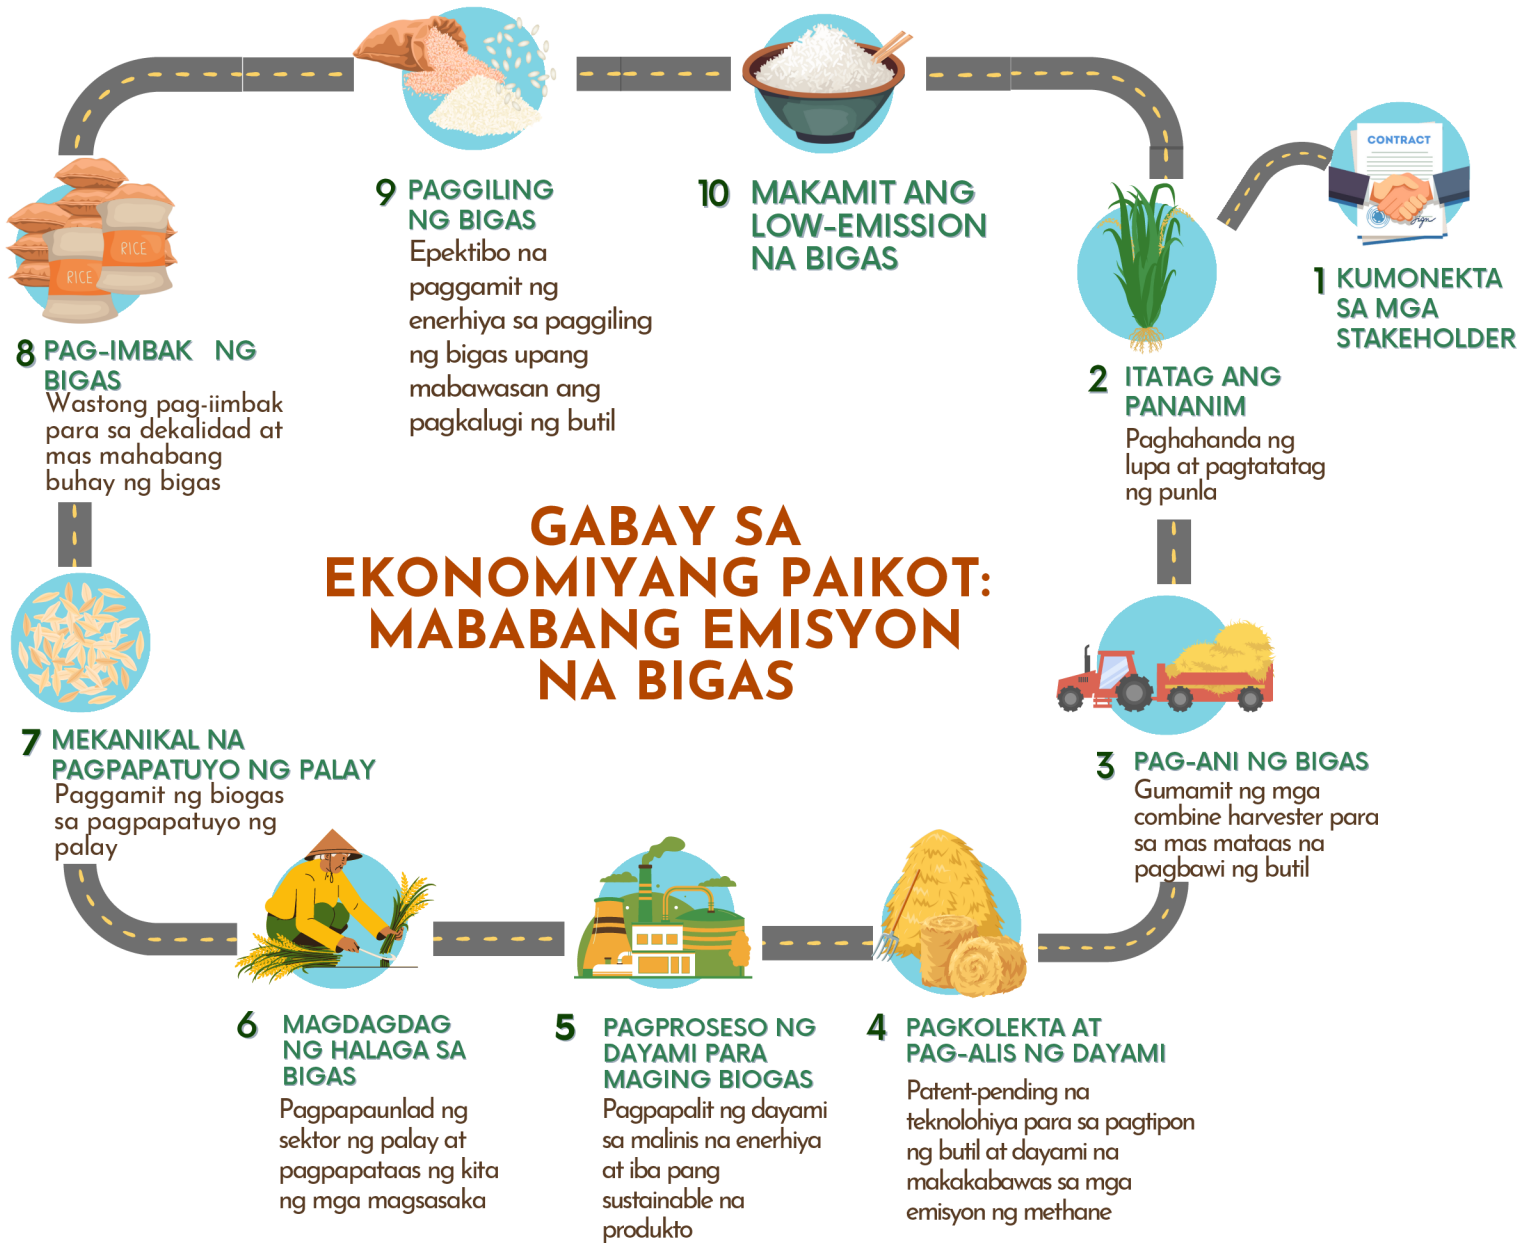 GABAY SA
EKONOMIYANG PAIKOT:
MABABANG EMISYON
NA BIGAS
CONTRACT
Sign
1 KUMONEKTA
SA MGA
STAKEHOLDER
2 ITATAG ANG
PANANIM
Paghahanda ng
lupa at pagtatatag
ng punla
3 PAG-ANI NG BIGAS
Gumamit ng mga
combine harvester para
sa mas mataas na
pagbawi ng butil
4 PAGKOLEKTA AT
PAG-ALIS NG DAYAMI
Patent-pending na
teknolohiya para sa pagtipon
ng butil at dayami na
makakabawas sa mga
emisyon ng methane
5 PAGPROSESO NG
DAYAMI PARA
MAGING BIOGAS
Pagpapalit ng dayami
sa malinis na enerhiya
at iba pang
sustainable na
produkto
6 MAGDAGDAG
NG HALAGA SA
BIGAS
Pagpapaunlad ng
sektor ng palay at
pagpapataas ng kita
ng mga magsasaka
7 MEKANIKAL NA
PAGPAPATUYO NG PALAY
Paggamit ng biogas
sa pagpapatuyo ng
palay
RICE
RICE
8 PAG-IMBAK NG
BIGAS
Wastong pag-iimbak
para sa dekalidad at
mas mahabang
buhay ng bigas
9 PAGGILING
NG BIGAS
Epektibo na
paggamit ng
enerhiya sa paggiling
ng bigas upang
mabawasan ang
pagkalugi ng butil
10 MAKAMIT ANG
LOW-EMISSION
NA BIGAS